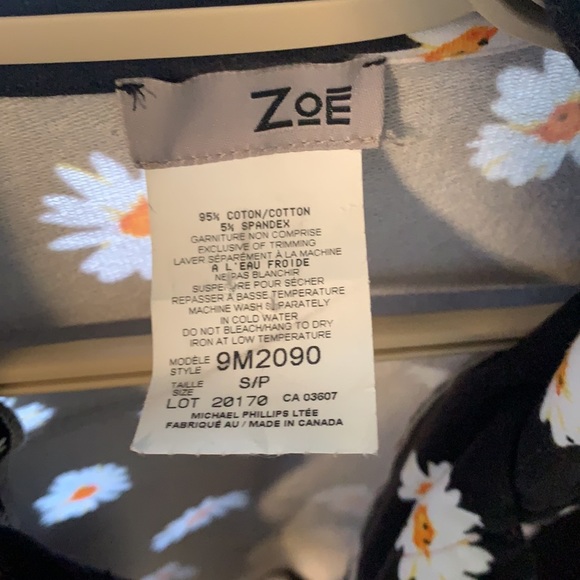 ZOE
95% COTON/COTTON
5% SPANDEX
GARNITURE NON COMPRISE
EXCLUSIVE OF TRIMMING
LAVER SÉPARÉMENT À LA MACHINE
A L'EAU FROIDE
NE PAS BLANCHIR
SUSPENDRE POUR SÉCHER
REPASSER A BASSE TEMPERATURE
MACHINE WASH SEPARATELY
IN COLD WATER
DO NOT BLEACH/HANG TO DRY
IRON AT LOW TEMPERATURE
MODÈLE
STYLE 9M2090
TAILLE
SIZE S/P
LOT 20170 CA 03607
MICHAEL PHILLIPS LTÉE
FABRIQUÉ AU / MADE IN CANADA